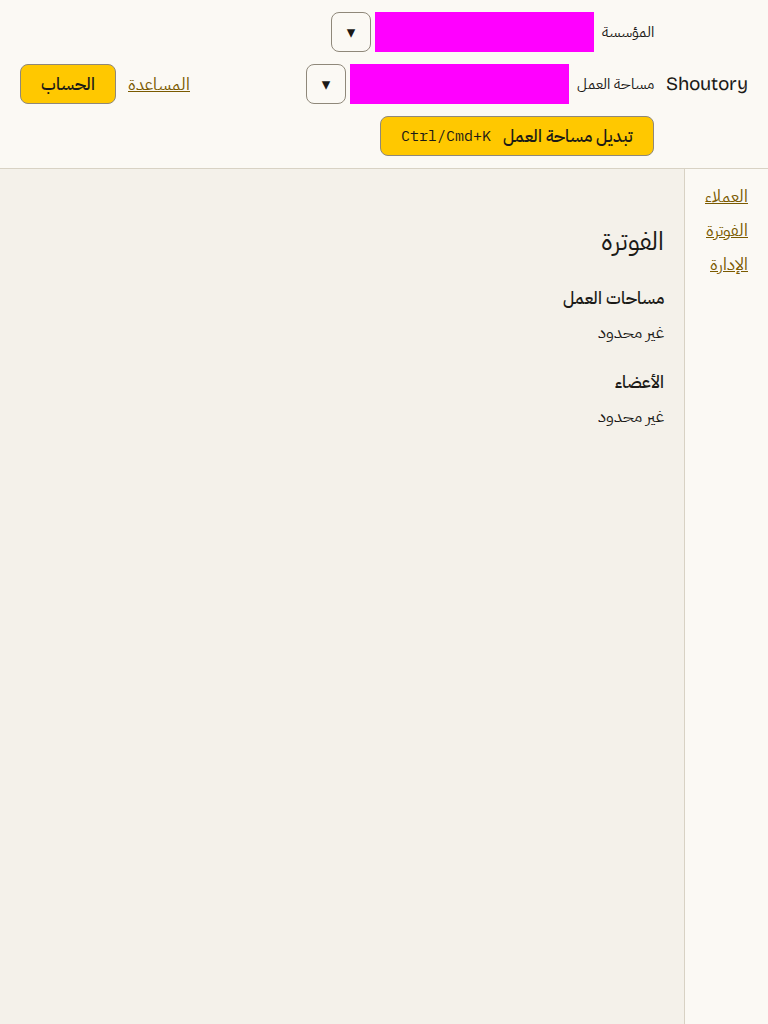 المؤسسة
▼
Shoutory
مساحة العمل
▼
المساعدة
الحساب
تبديل مساحة العمل Ctrl/Cmd+K
العملاء
الفوترة
الإدارة
الفوترة
مساحات العمل
غير محدود
الأعضاء
غير محدود